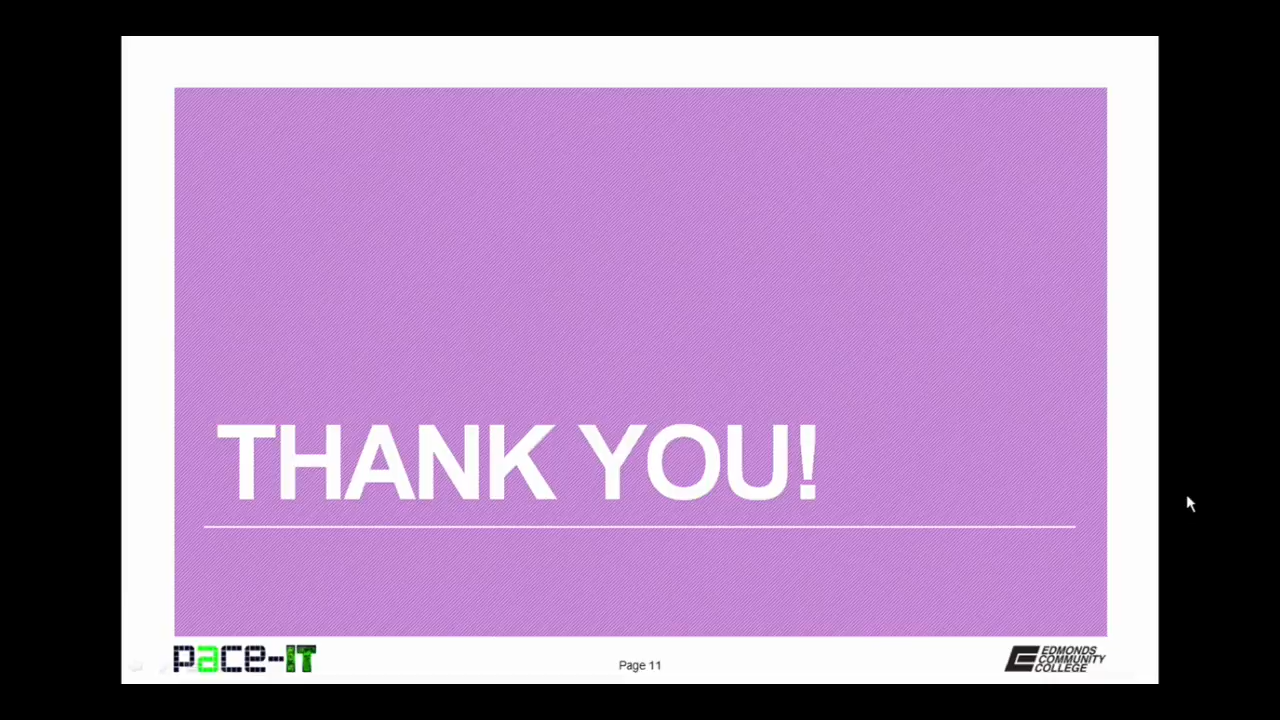 THANK YOU!
pace-IT
Page 11
EDMONDS
COMMUNITY
COLLEGE